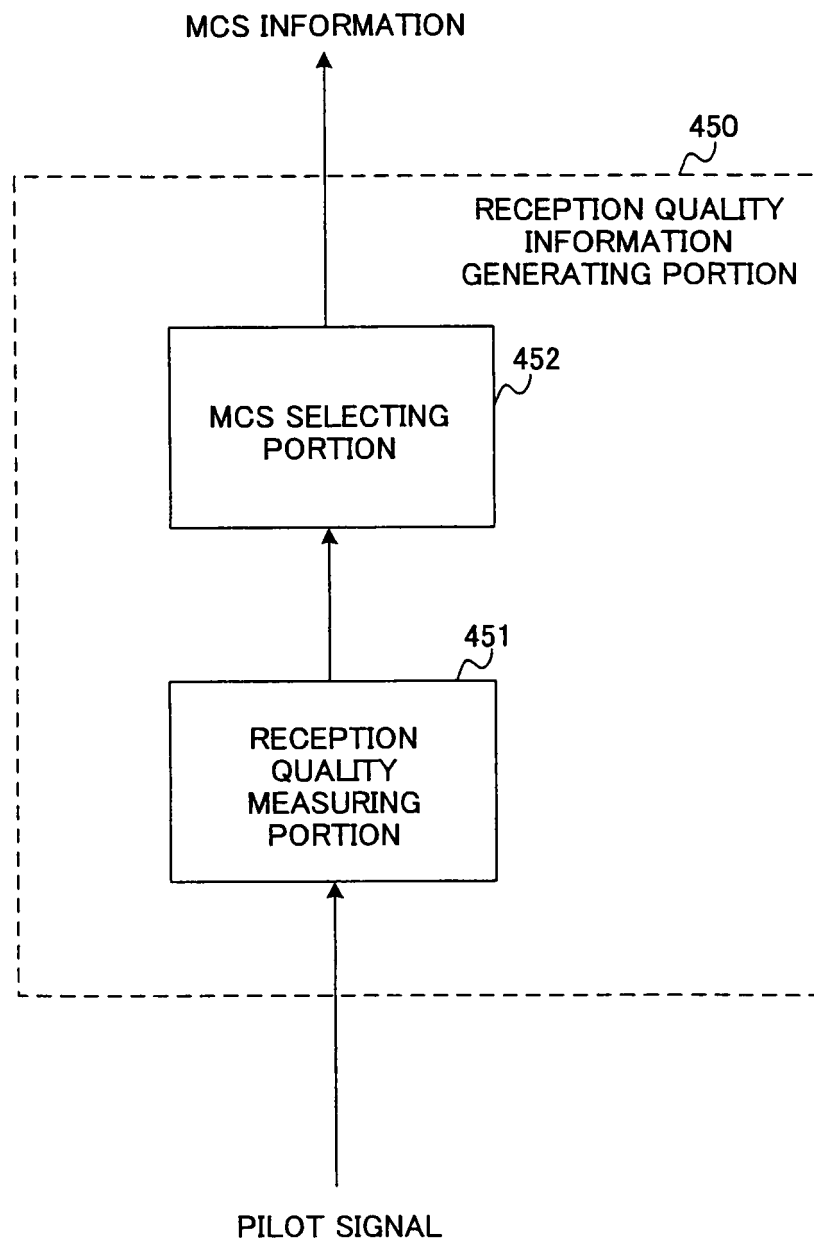 MCS INFORMATION
450
RECEPTION QUALITY
INFORMATION
GENERATING PORTION
452
MCS SELECTING
PORTION
451
RECEPTION
QUALITY
MEASURING
PORTION
PILOT SIGNAL